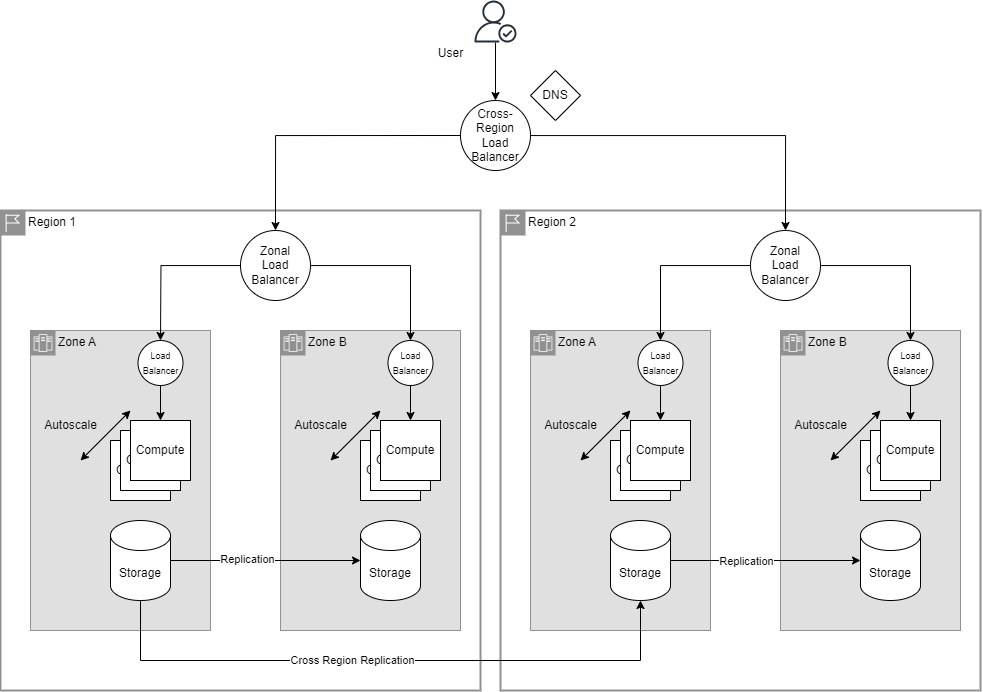 User
DNS
Cross-
Region
Load
Balancer
Region 1
Region 2
Zonal
Load
Balancer
Zonal
Load
Balancer
Zone A
Zone B
Zone A
Zone B
Load
Balancer
Load
Balancer
Load
Balancer
Load
Balancer
Autoscale
Autoscale
Autoscale
Autoscale
Compute
Compute
Compute
Compute
Replication
Replication
Storage
Storage
Storage
Storage
Cross Region Replication